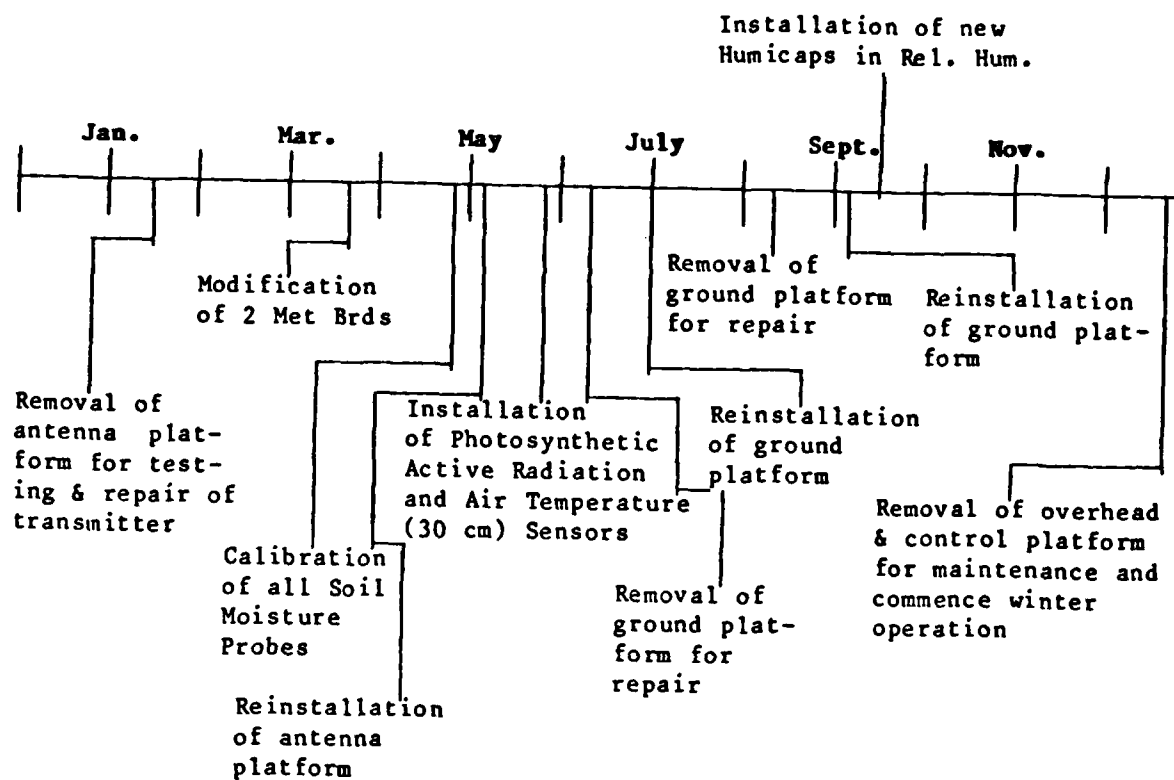 Installation of new
Humicaps in Rel. Hum.
Jan.
Mar.
May
July
Sept.
Nov.
Modification
of 2 Met Brds
Removal of
ground platform
for repair
Reinstallation
of ground plat-
form
Removal of
antenna plat-
form for test-
ing & repair of
transmitter
Installation
of Photosynthetic
Active Radiation
and Air Temperature
(30 cm) Sensors
Reinstallation
of ground
platform
Removal of overhead
& control platform
for maintenance and
commence winter
operation
Calibration
of all Soil
Moisture
Probes
Removal of
ground plat-
form for
repair
Reinstallation
of antenna
platform